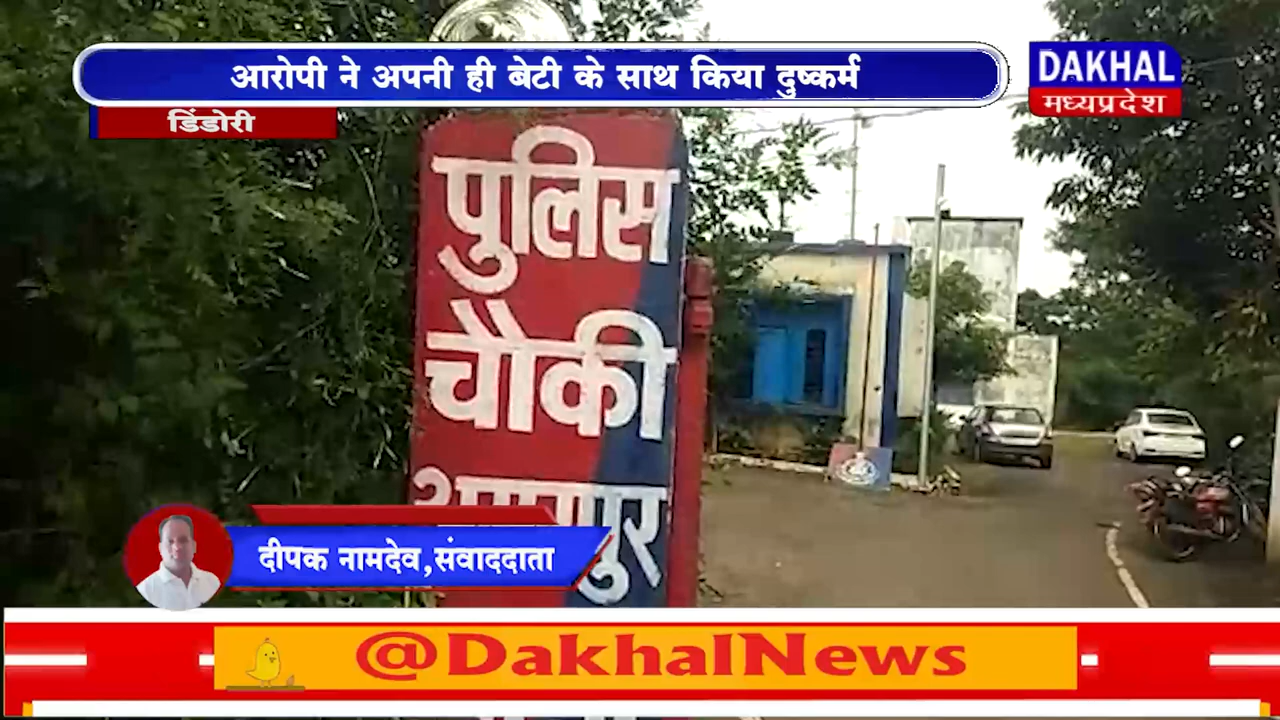 आरोपी ने अपनी ही बेटी के साथ किया दुष्कर्म
DAKHAL
मध्यप्रदेश
डिंडोरी
पुलिस
चौकी
दीपक नामदेव,संवाददाता
@DakhalNews